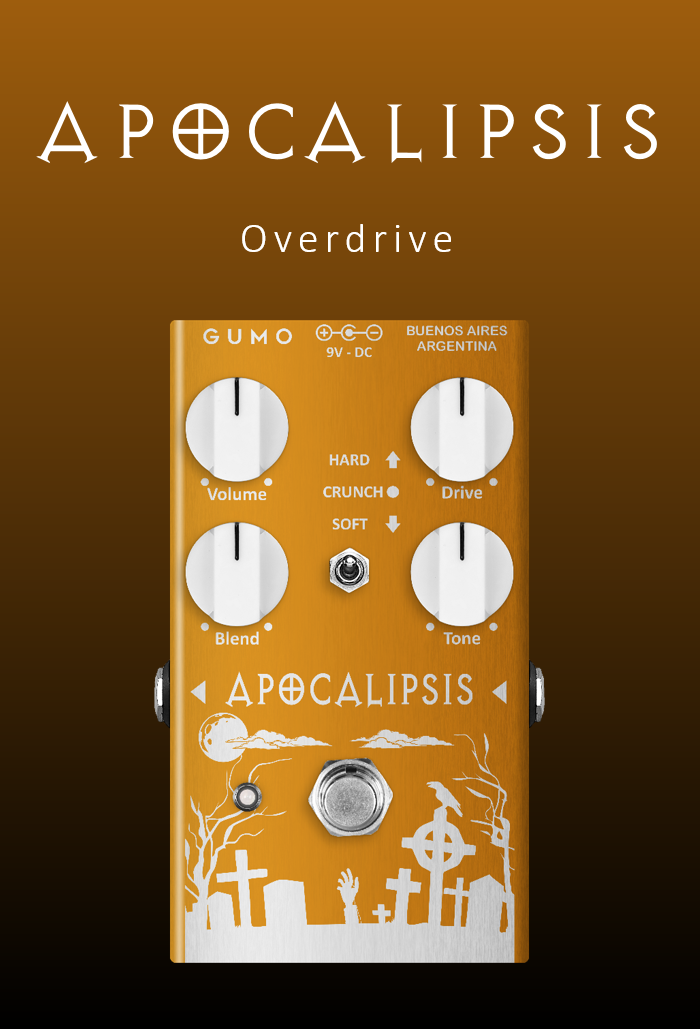 APOCALIPSIS
Overdrive
GUMO
9V - DC
BUENOS AIRES
ARGENTINA
HARD
CRUNCH
SOFT
Volume
Drive
Blend
Tone
APOCALIPSIS